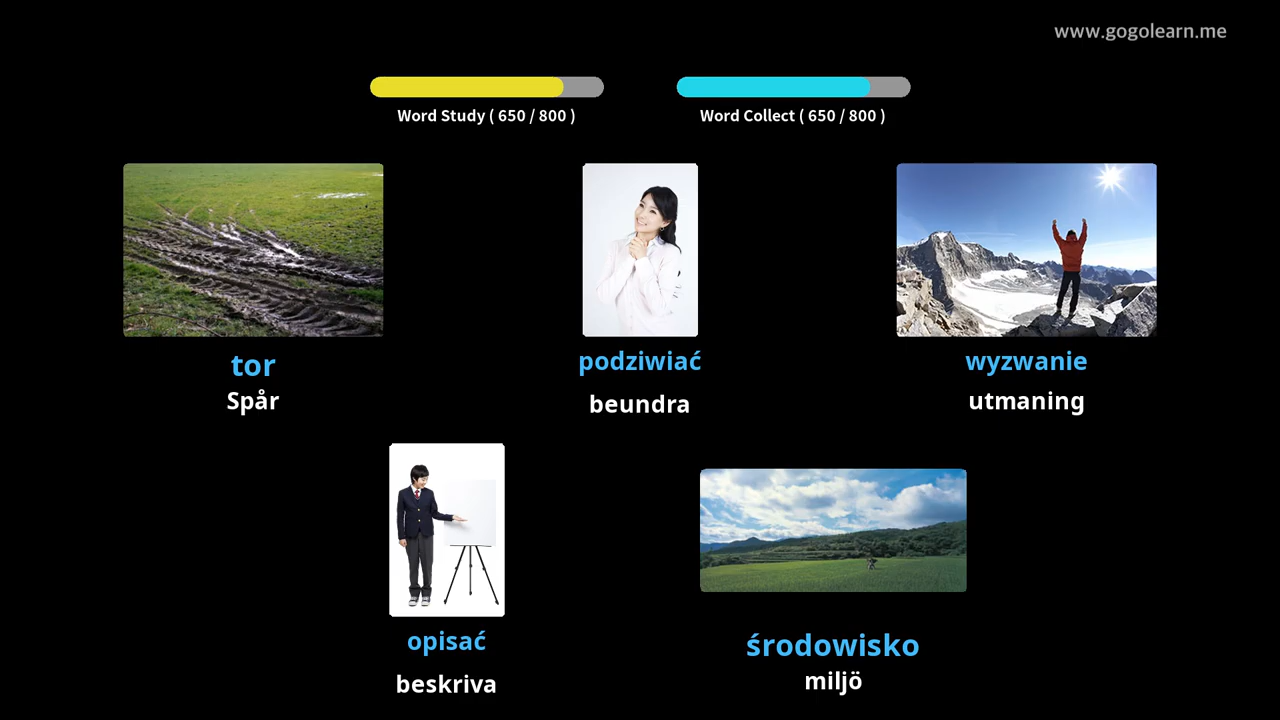 www.gogolearn.me
Word Study ( 650 / 800 )
Word Collect ( 650 / 800 )
tor
Spår
podziwiać
beundra
wyzwanie
utmaning
opisać
beskriva
środowisko
miljö